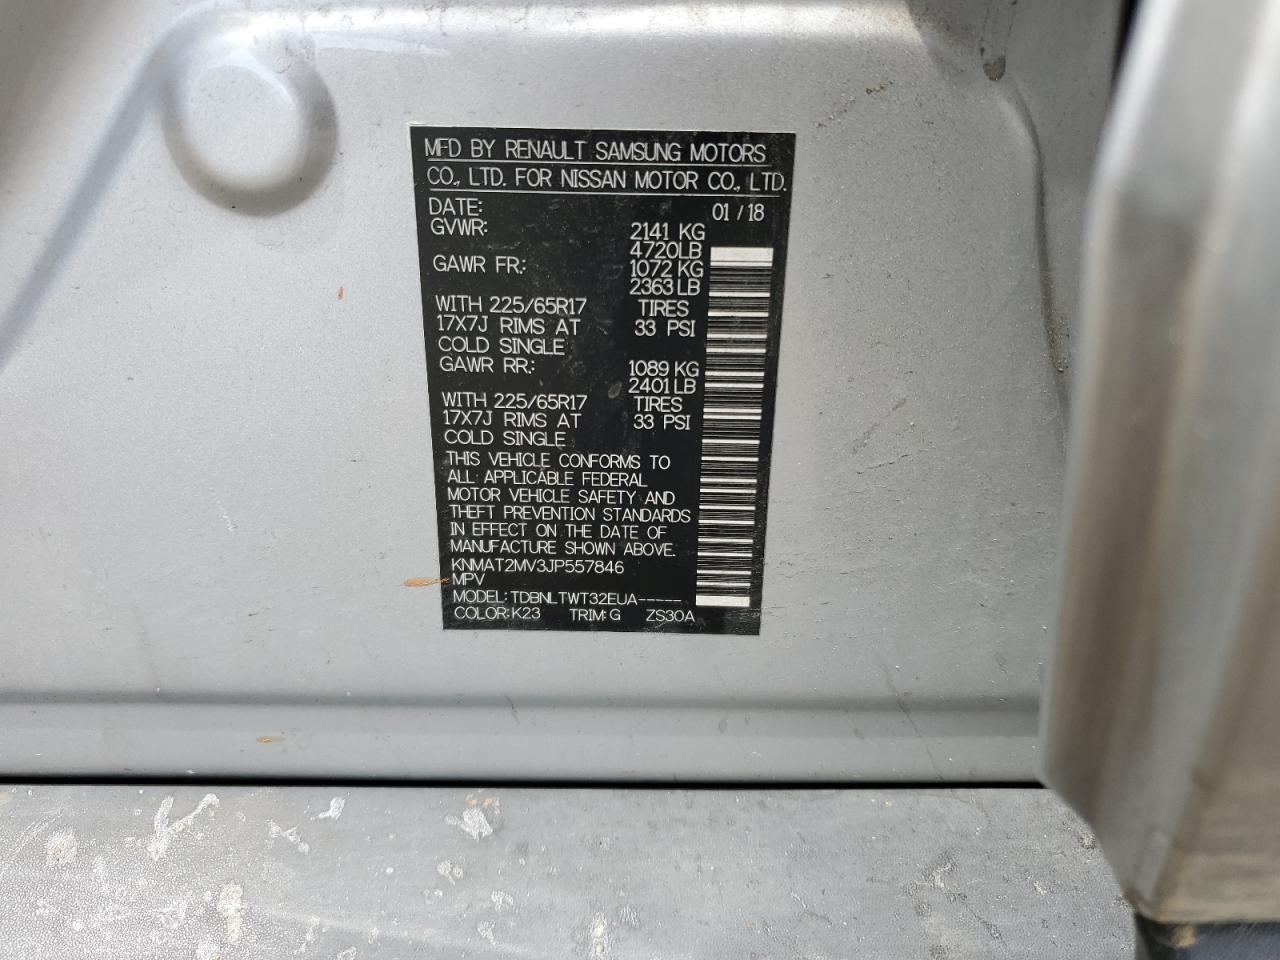 MFD BY RENAULT SAMSUNG MOTORS
CO., LTD. FOR NISSAN MOTOR CO., LTD.
DATE: 01 / 18
GVWR: 2141 KG
4720LB
GAWR FR: 1072 KG
2363 LB
WITH 225/65R17 TIRES
17X7J RIMS AT 33 PSI
COLD SINGLE
GAWR RR: 1089 KG
2401 LB
WITH 225/65R17 TIRES
17X7J RIMS AT 33 PSI
COLD SINGLE
THIS VEHICLE CONFORMS TO
ALL APPLICABLE FEDERAL
MOTOR VEHICLE SAFETY AND
THEFT PREVENTION STANDARDS
IN EFFECT ON THE DATE OF
MANUFACTURE SHOWN ABOVE.
KNMAT2MV3JP557846
MPV
MODEL: TDBNLTWT32EUA-----
COLOR: K23 TRIM: G ZS30A